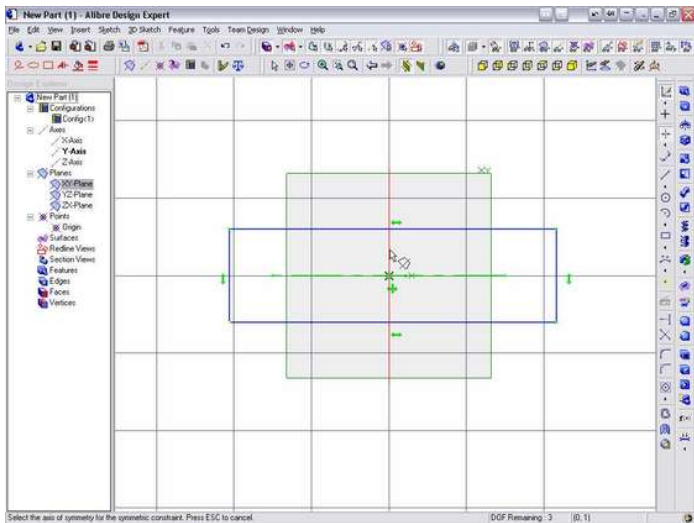 New Part (1) - Alibre Design Expert
File Edit View Insert Sketch 3D Sketch Feature Tools Team Design Window Help
New Part (1)
Configurations
Config<1>
Axes
X-Axis
Y-Axis
Z-Axis
Planes
XY-Plane
YZ-Plane
ZX-Plane
Points
Origin
Surfaces
Redline Views
Section Views
Features
Edges
Faces
Vertices
XY
f(x)
Select the axis of symmetry for the symmetric constraint. Press ESC to cancel.
DOF Remaining : 3
(0, 1)